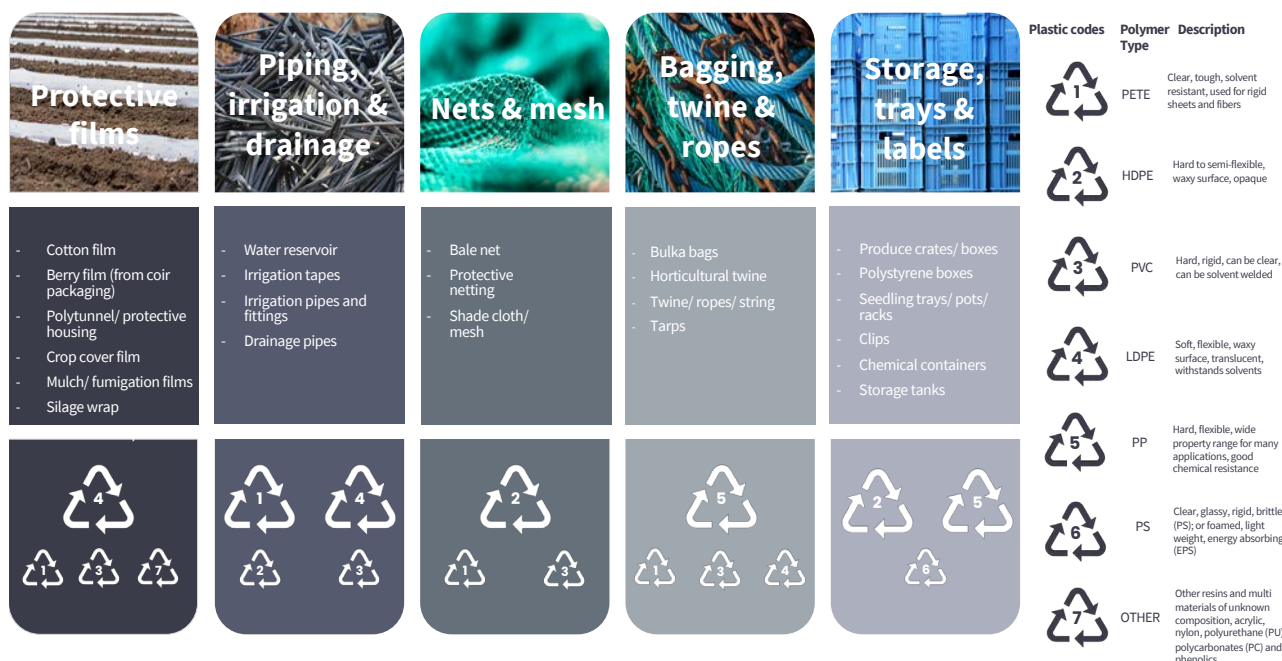 Protective
films
Piping,
irrigation &
drainage
Nets & mesh
Bagging,
twine &
ropes
Storage,
trays &
labels
- Cotton film
- Berry film (from coir
packaging)
- Polytunnel/ protective
housing
- Crop cover film
- Mulch/ fumigation films
- Silage wrap
- Water reservoir
- Irrigation tapes
- Irrigation pipes and
fittings
- Drainage pipes
- Bale net
- Protective
netting
- Shade cloth/
mesh
- Bulka bags
- Horticultural twine
- Twine/ ropes/ string
- Tarps
- Produce crates/ boxes
- Polystyrene boxes
- Seedling trays/ pots/
racks
- Clips
- Chemical containers
- Storage tanks
4
1 3 7
1 4
2 3
2
1 3
5
1 3 4
2 5
6
Plastic codes Polymer Description
Type
1
PETE
Clear, tough, solvent
resistant, used for rigid
sheets and fibers
2
HDPE
Hard to semi-flexible,
waxy surface, opaque
3
PVC
Hard, rigid, can be clear,
can be solvent welded
4
LDPE
Soft, flexible, waxy
surface, translucent,
withstands solvents
5
PP
Hard, flexible, wide
property range for many
applications, good
chemical resistance
6
PS
Clear, glassy, rigid, brittle
(PS); or foamed, light
weight, energy absorbing
(EPS)
7
OTHER
Other resins and multi
materials of unknown
composition, acrylic,
nylon, polyurethane (PU)
polycarbonates (PC) and
phenolics